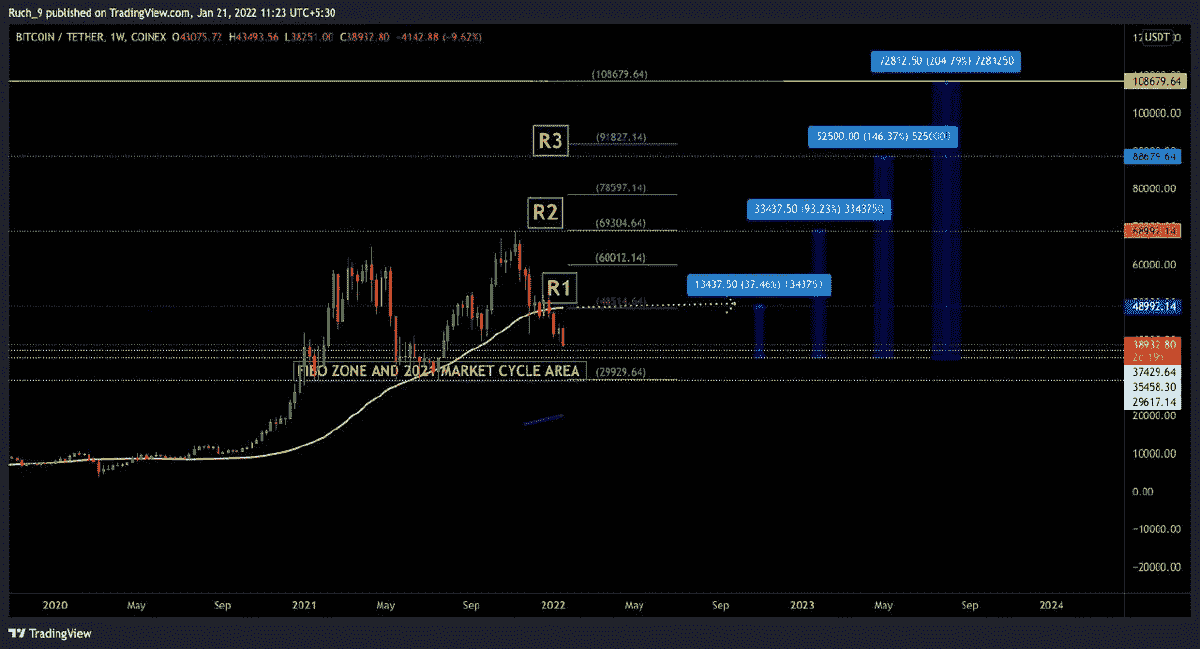 Ruch_9 published on TradingView.com, Jan 21, 2022 11:23 UTC+5:30
BITCOIN / TETHER, 1W, COINEX O43075.72 H43493.56 L38251.00 C38932.80 -4142.88 (-9.62%)
USDT
72812.50 (204.79%) 7281250
(108679.64)
108679.64
100000.00
52500.00 (146.37%)
R3
(91827.14)
88679.64
(78597.14)
80000.00
33437.50 (93.23%) 3343750
R2
(69304.64)
68992.14
(60012.14)
60000.00
13437.50 (37.46%)
R1
(48514.64)
48992.14
38932.80
2d 19h
FIBO ZONE AND 2021 MARKET CYCLE AREA
(29929.64)
37429.64
35458.30
29617.14
20000.00
10000.00
0.00
-10000.00
-20000.00
2020 May Sep 2021 May Sep 2022 May Sep 2023 May Sep 2024
TradingView